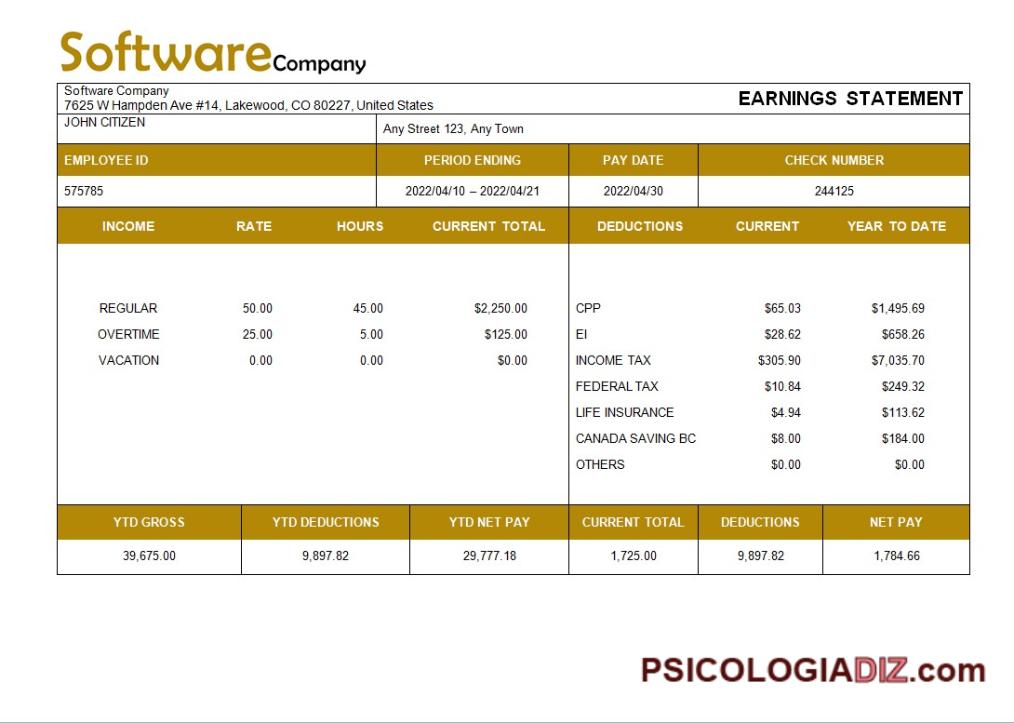 Software Company
Software Company
7625 W Hampden Ave #14, Lakewood, CO 80227, United States
EARNINGS STATEMENT
JOHN CITIZEN
Any Street 123, Any Town
EMPLOYEE ID PERIOD ENDING PAY DATE CHECK NUMBER
575785 2022/04/10 – 2022/04/21 2022/04/30 244125
INCOME RATE HOURS CURRENT TOTAL DEDUCTIONS CURRENT YEAR TO DATE
REGULAR 50.00 45.00 $2,250.00 CPP $65.03 $1,495.69
OVERTIME 25.00 5.00 $125.00 EI $28.62 $658.26
VACATION 0.00 0.00 $0.00 INCOME TAX $305.90 $7,035.70
FEDERAL TAX $10.84 $249.32
LIFE INSURANCE $4.94 $113.62
CANADA SAVING BC $8.00 $184.00
OTHERS $0.00 $0.00
YTD GROSS YTD DEDUCTIONS YTD NET PAY CURRENT TOTAL DEDUCTIONS NET PAY
39,675.00 9,897.82 29,777.18 1,725.00 9,897.82 1,784.66
PSICOLOGIADIZ.com